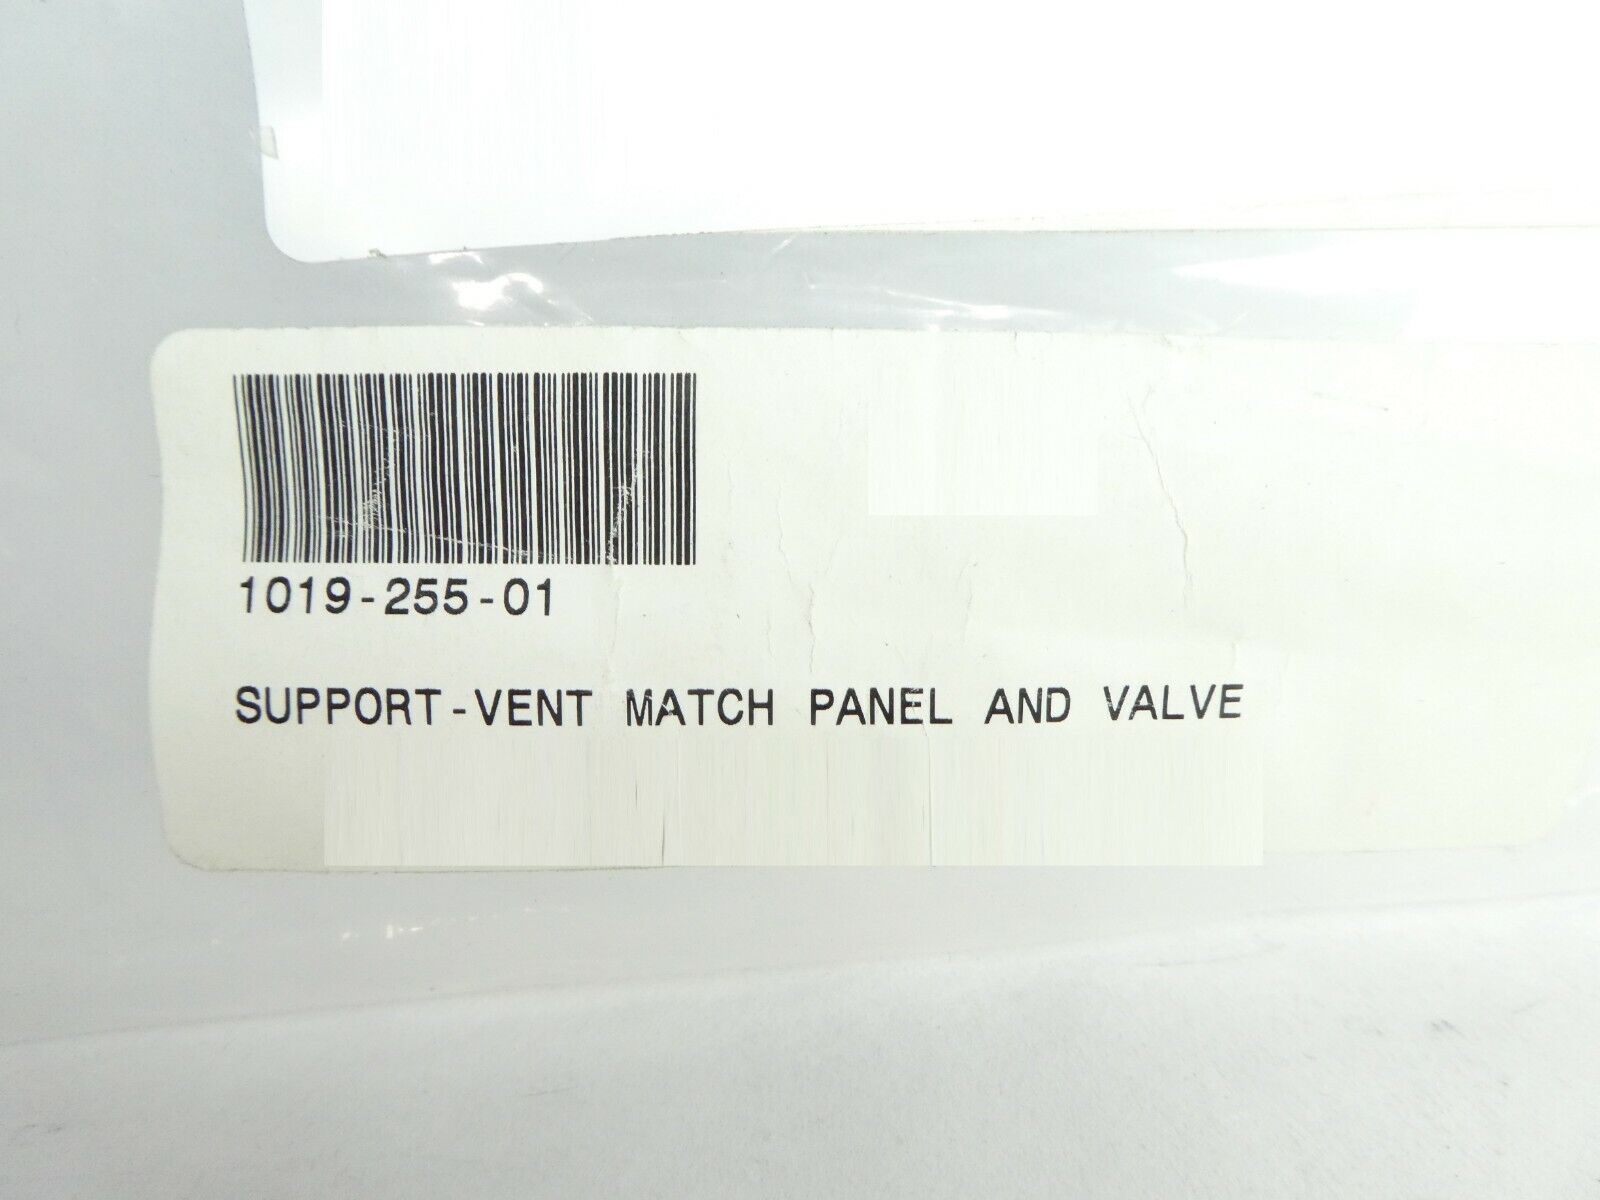 1019-255-01
SUPPORT-VENT MATCH PANEL AND VALVE